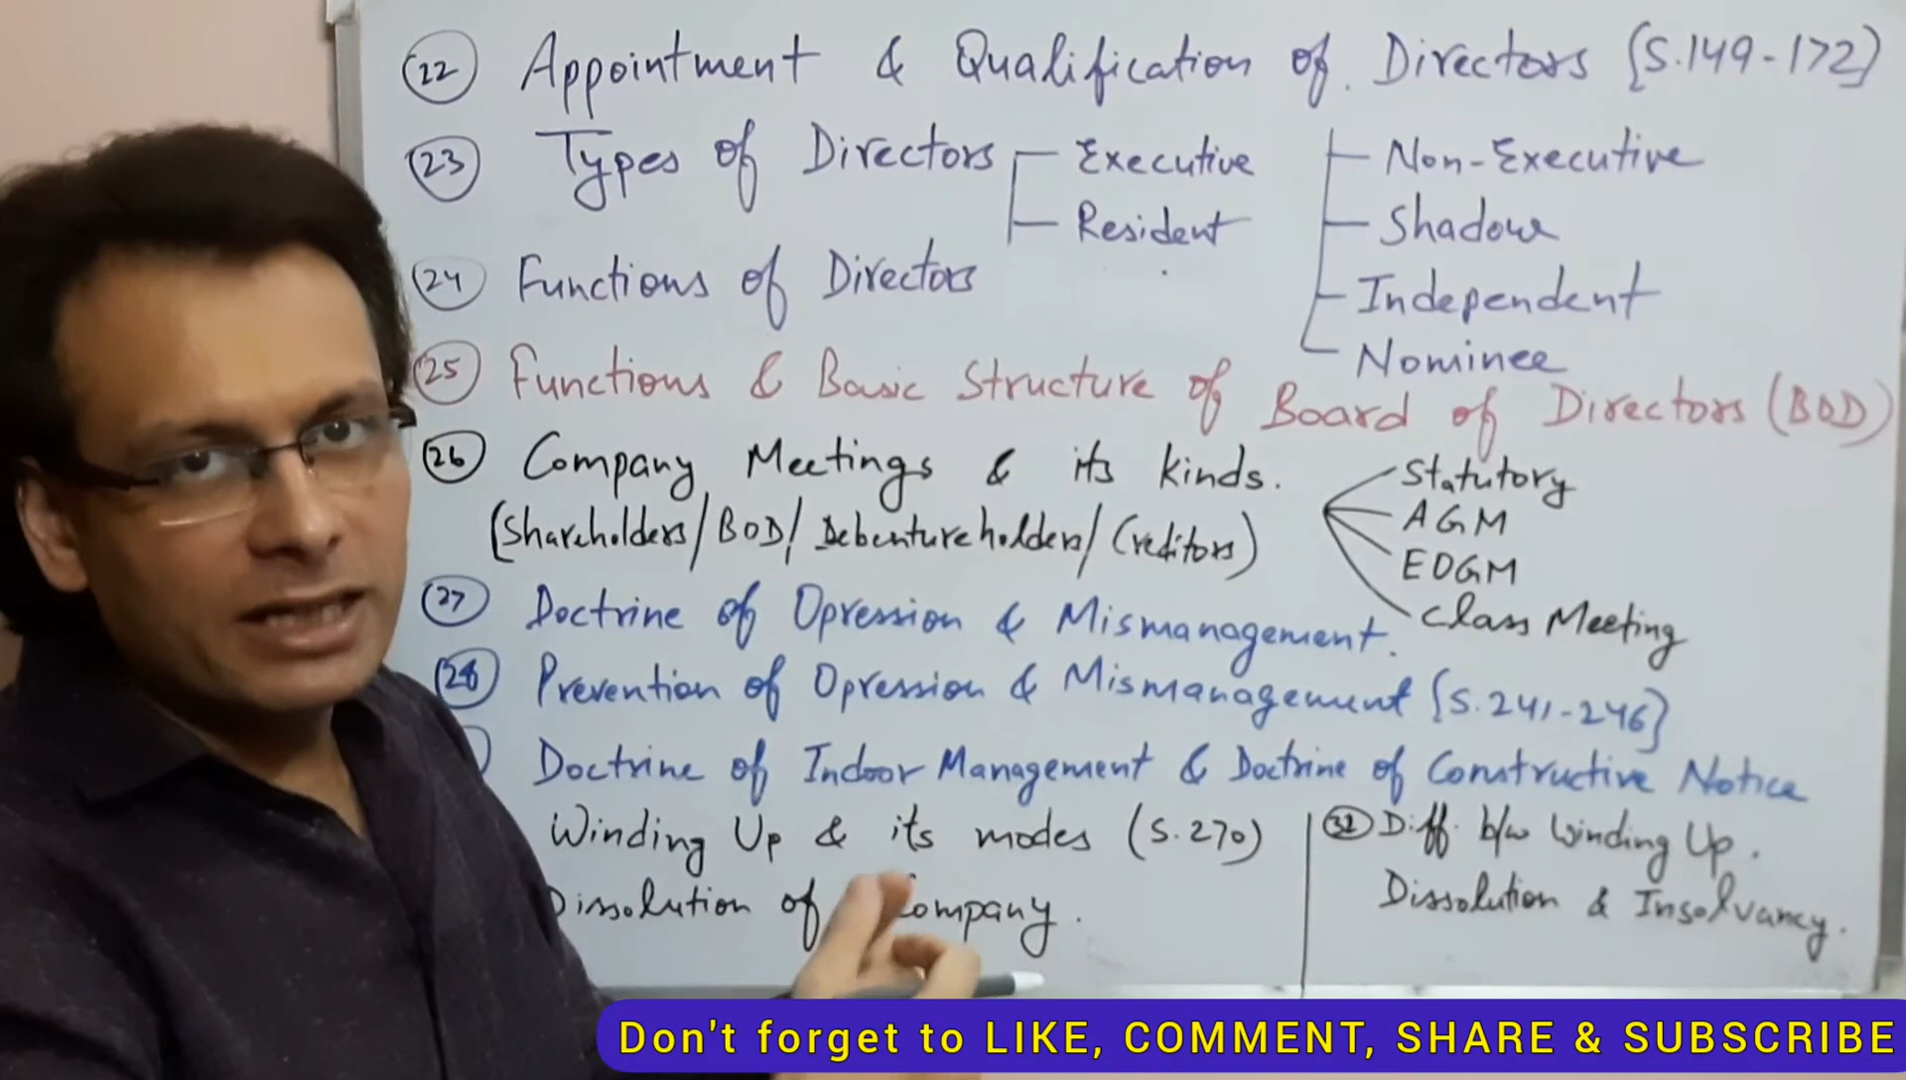 (22) Appointment & Qualification of Directors [S.149-172]
(23) Types of Directors
Executive
Resident
Non-Executive
Shadow
Independent
Nominee
(24) Functions of Directors
(25) Functions & Basic Structure of Board of Directors (BOD)
(26) Company Meetings & its kinds.
(Shareholders/BOD/Debentureholders/Creditors)
Statutory
AGM
EOGM
Class Meeting
(27) Doctrine of Opression & Mismanagement.
(28) Prevention of Opression & Mismanagement [S.241-246]
Doctrine of Indoor Management & Doctrine of Constructive Notice
Winding Up & its modes (S.270)
Dissolution of Company.
(32) Diff. b/w Winding Up.
Dissolution & Insolvancy.
Don't forget to LIKE, COMMENT, SHARE & SUBSCRIBE